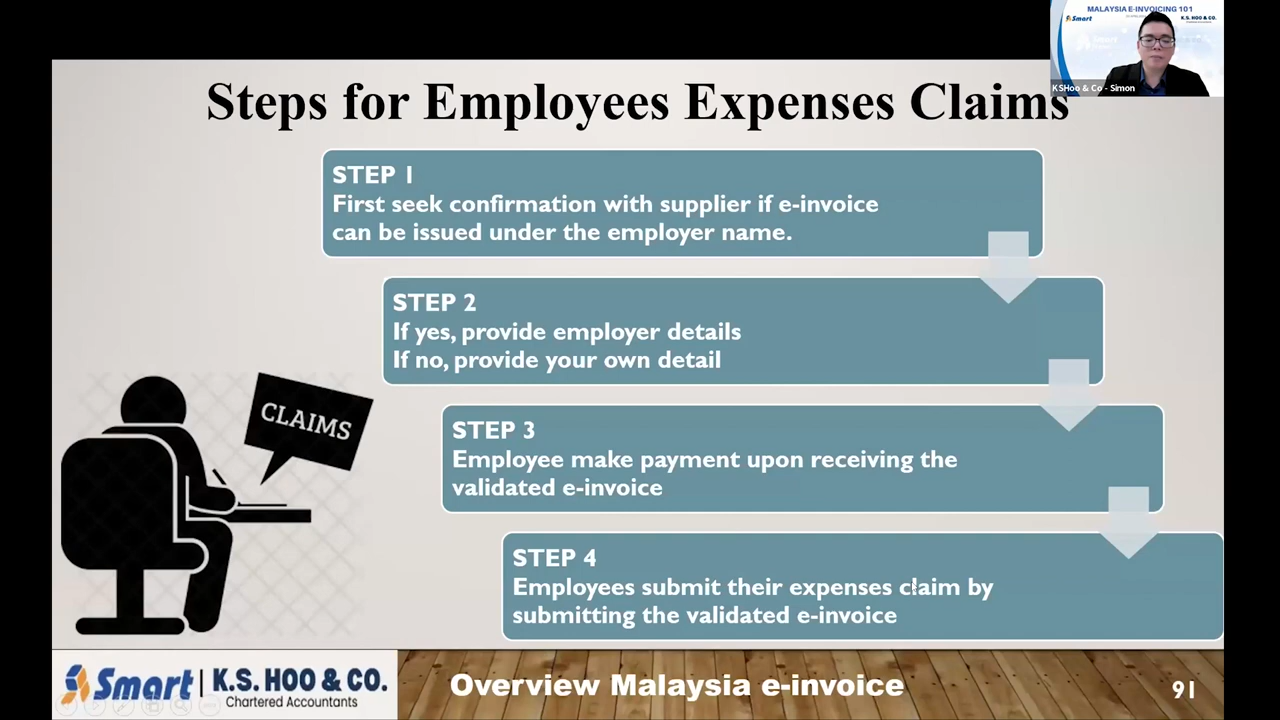 MALAYSIA E-INVOICING 101
Smart
K.S. HOO & CO.
KSHoo & Co - Simon
Steps for Employees Expenses Claims
STEP 1
First seek confirmation with supplier if e-invoice
can be issued under the employer name.
STEP 2
If yes, provide employer details
If no, provide your own detail
STEP 3
Employee make payment upon receiving the
validated e-invoice
STEP 4
Employees submit their expenses claim by
submitting the validated e-invoice
CLAIMS
Smart
K.S. HOO & CO.
Chartered Accountants
Overview Malaysia e-invoice
91